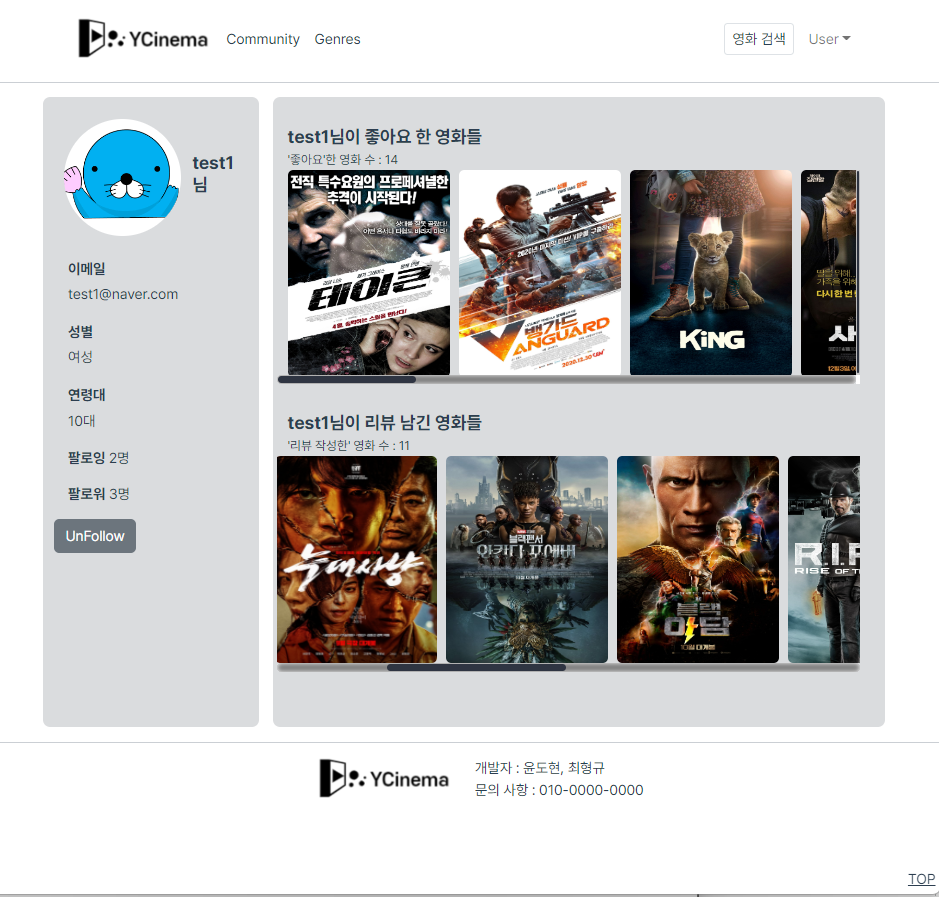 YCinema Community Genres 영화 검색 User
test1
님
이메일
test1@naver.com
성별
여성
연령대
10대
팔로잉 2명
팔로워 3명
UnFollow
test1님이 좋아요 한 영화들
'좋아요'한 영화 수 : 14
전직 특수요원의 프로페셔널한
추격이 시작된다!
테이큰
뱅가드
VANGUARD
2020.12.30
KiNG
다시 한 번
test1님이 리뷰 남긴 영화들
'리뷰 작성한' 영화 수 : 11
늑대사냥
블랙팬서
와칸다 포에버
블랙
아담
R.I.P
RISE OF T
YCinema
개발자 : 윤도현, 최형규
문의 사항 : 010-0000-0000
TOP